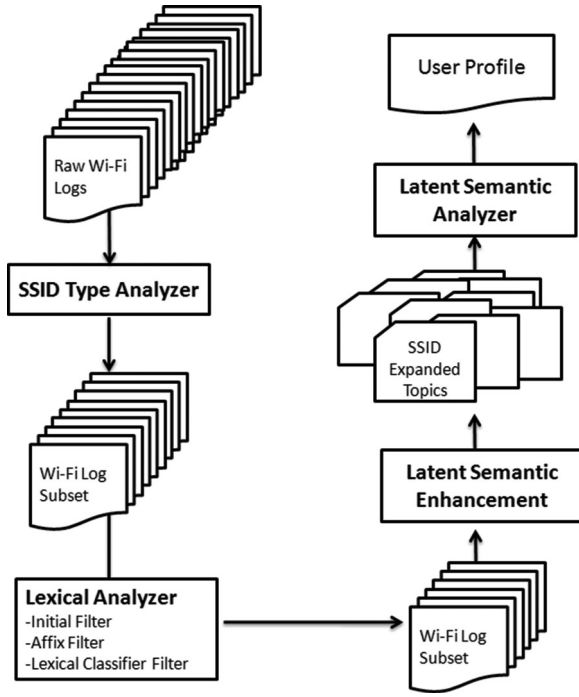 Raw Wi-Fi
Logs
SSID Type Analyzer
Wi-Fi Log
Subset
Lexical Analyzer
-Initial Filter
-Affix Filter
-Lexical Classifier Filter
Wi-Fi Log
Subset
Latent Semantic
Enhancement
SSID
Expanded
Topics
Latent Semantic
Analyzer
User Profile